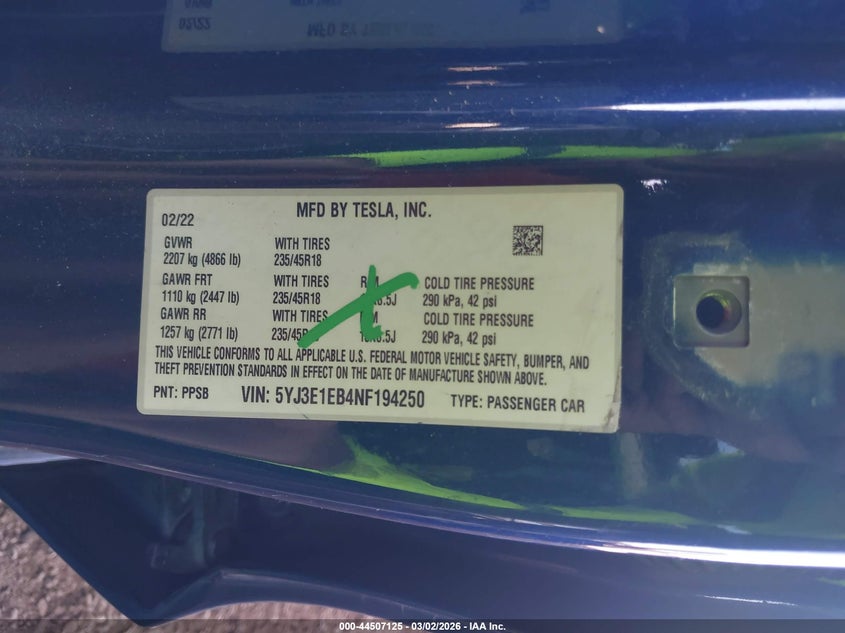 02/22 MFD BY TESLA, INC.
GVWR WITH TIRES
2207 kg (4866 lb) 235/45R18
GAWR FRT WITH TIRES COLD TIRE PRESSURE
1110 kg (2447 lb) 235/45R18 290 kPa, 42 psi
GAWR RR WITH TIRES COLD TIRE PRESSURE
1257 kg (2771 lb) 290 kPa, 42 psi
THIS VEHICLE CONFORMS TO ALL APPLICABLE U.S. FEDERAL MOTOR VEHICLE SAFETY, BUMPER, AND
THEFT PREVENTION STANDARDS IN EFFECT ON THE DATE OF MANUFACTURE SHOWN ABOVE.
PNT: PPSB VIN: 5YJ3E1EB4NF194250 TYPE: PASSENGER CAR
000-44507125 - 03/02/2026 - IAA Inc.